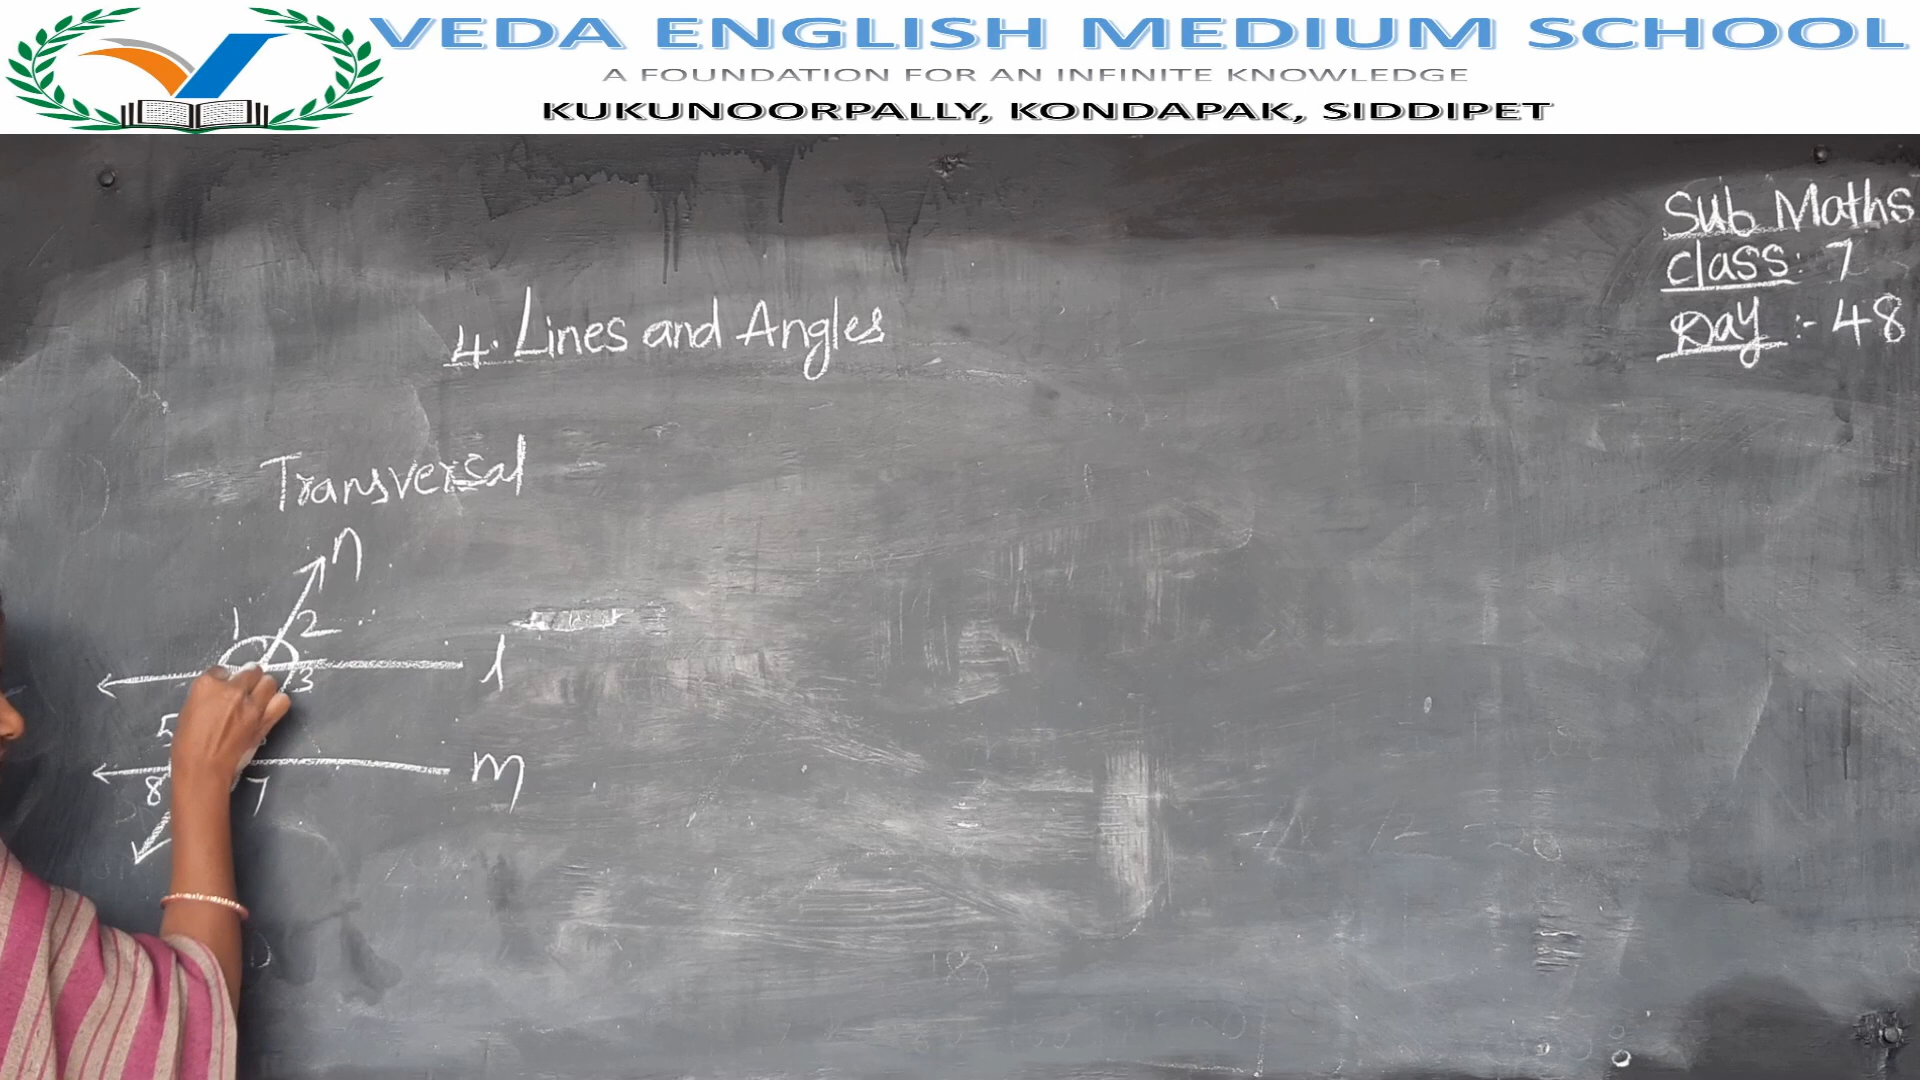 VEDA ENGLISH MEDIUM SCHOOL
A FOUNDATION FOR AN INFINITE KNOWLEDGE
KUKUNOORPALLY, KONDAPAK, SIDDIPET
Sub Maths
Class: 7
Day :- 48
4. Lines and Angles
Transversal
n
1 2
l
3
5
m
8 7